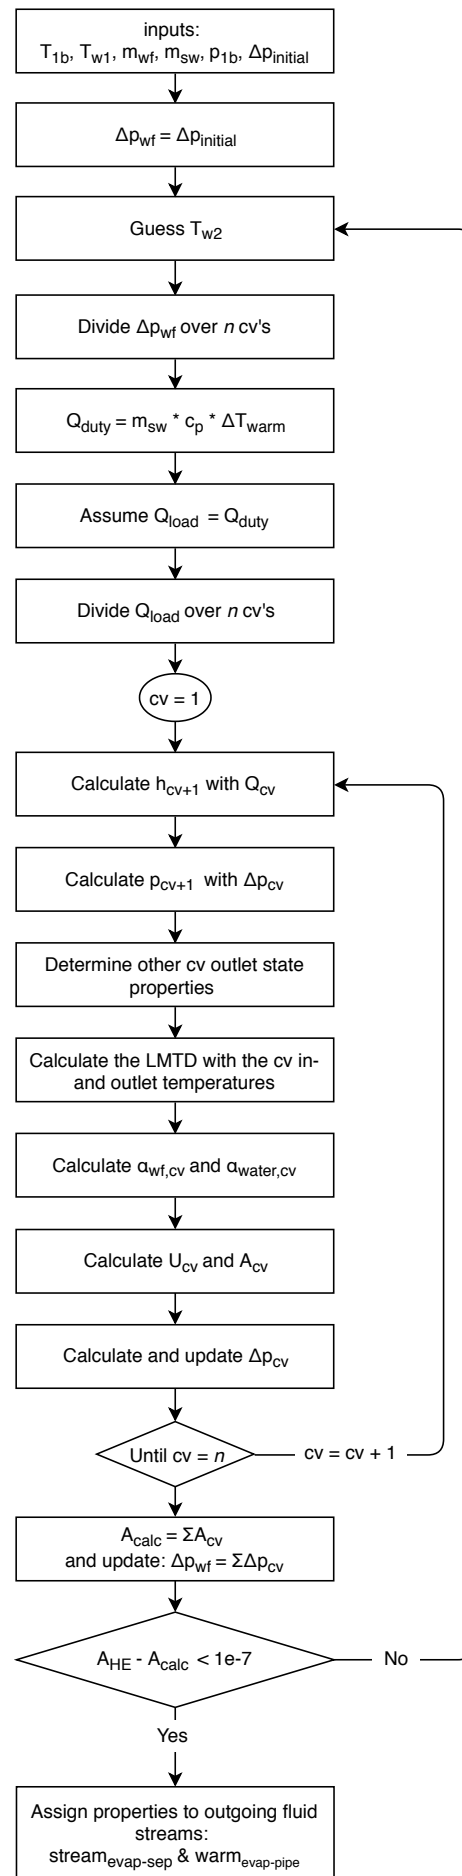 inputs:
T1b, Tw1, mwf, msw, p1b, Δpinitial
Δpwf = Δpinitial
Guess Tw2
Divide Δpwf over n cv's
Qduty = msw * cp * ΔTwarm
Assume Qload = Qduty
Divide Qload over n cv's
cv = 1
Calculate hcv+1 with Qcv
Calculate pcv+1 with Δpcv
Determine other cv outlet state
properties
Calculate the LMTD with the cv in-
and outlet temperatures
Calculate αwf,cv and αwater,cv
Calculate Ucv and Acv
Calculate and update Δpcv
Until cv = n
cv = cv + 1
Acalc = ΣAcv
and update: Δpwf = ΣΔpcv
AHE - Acalc < 1e-7
No
Yes
Assign properties to outgoing fluid
streams:
streamevap-sep & warmevap-pipe